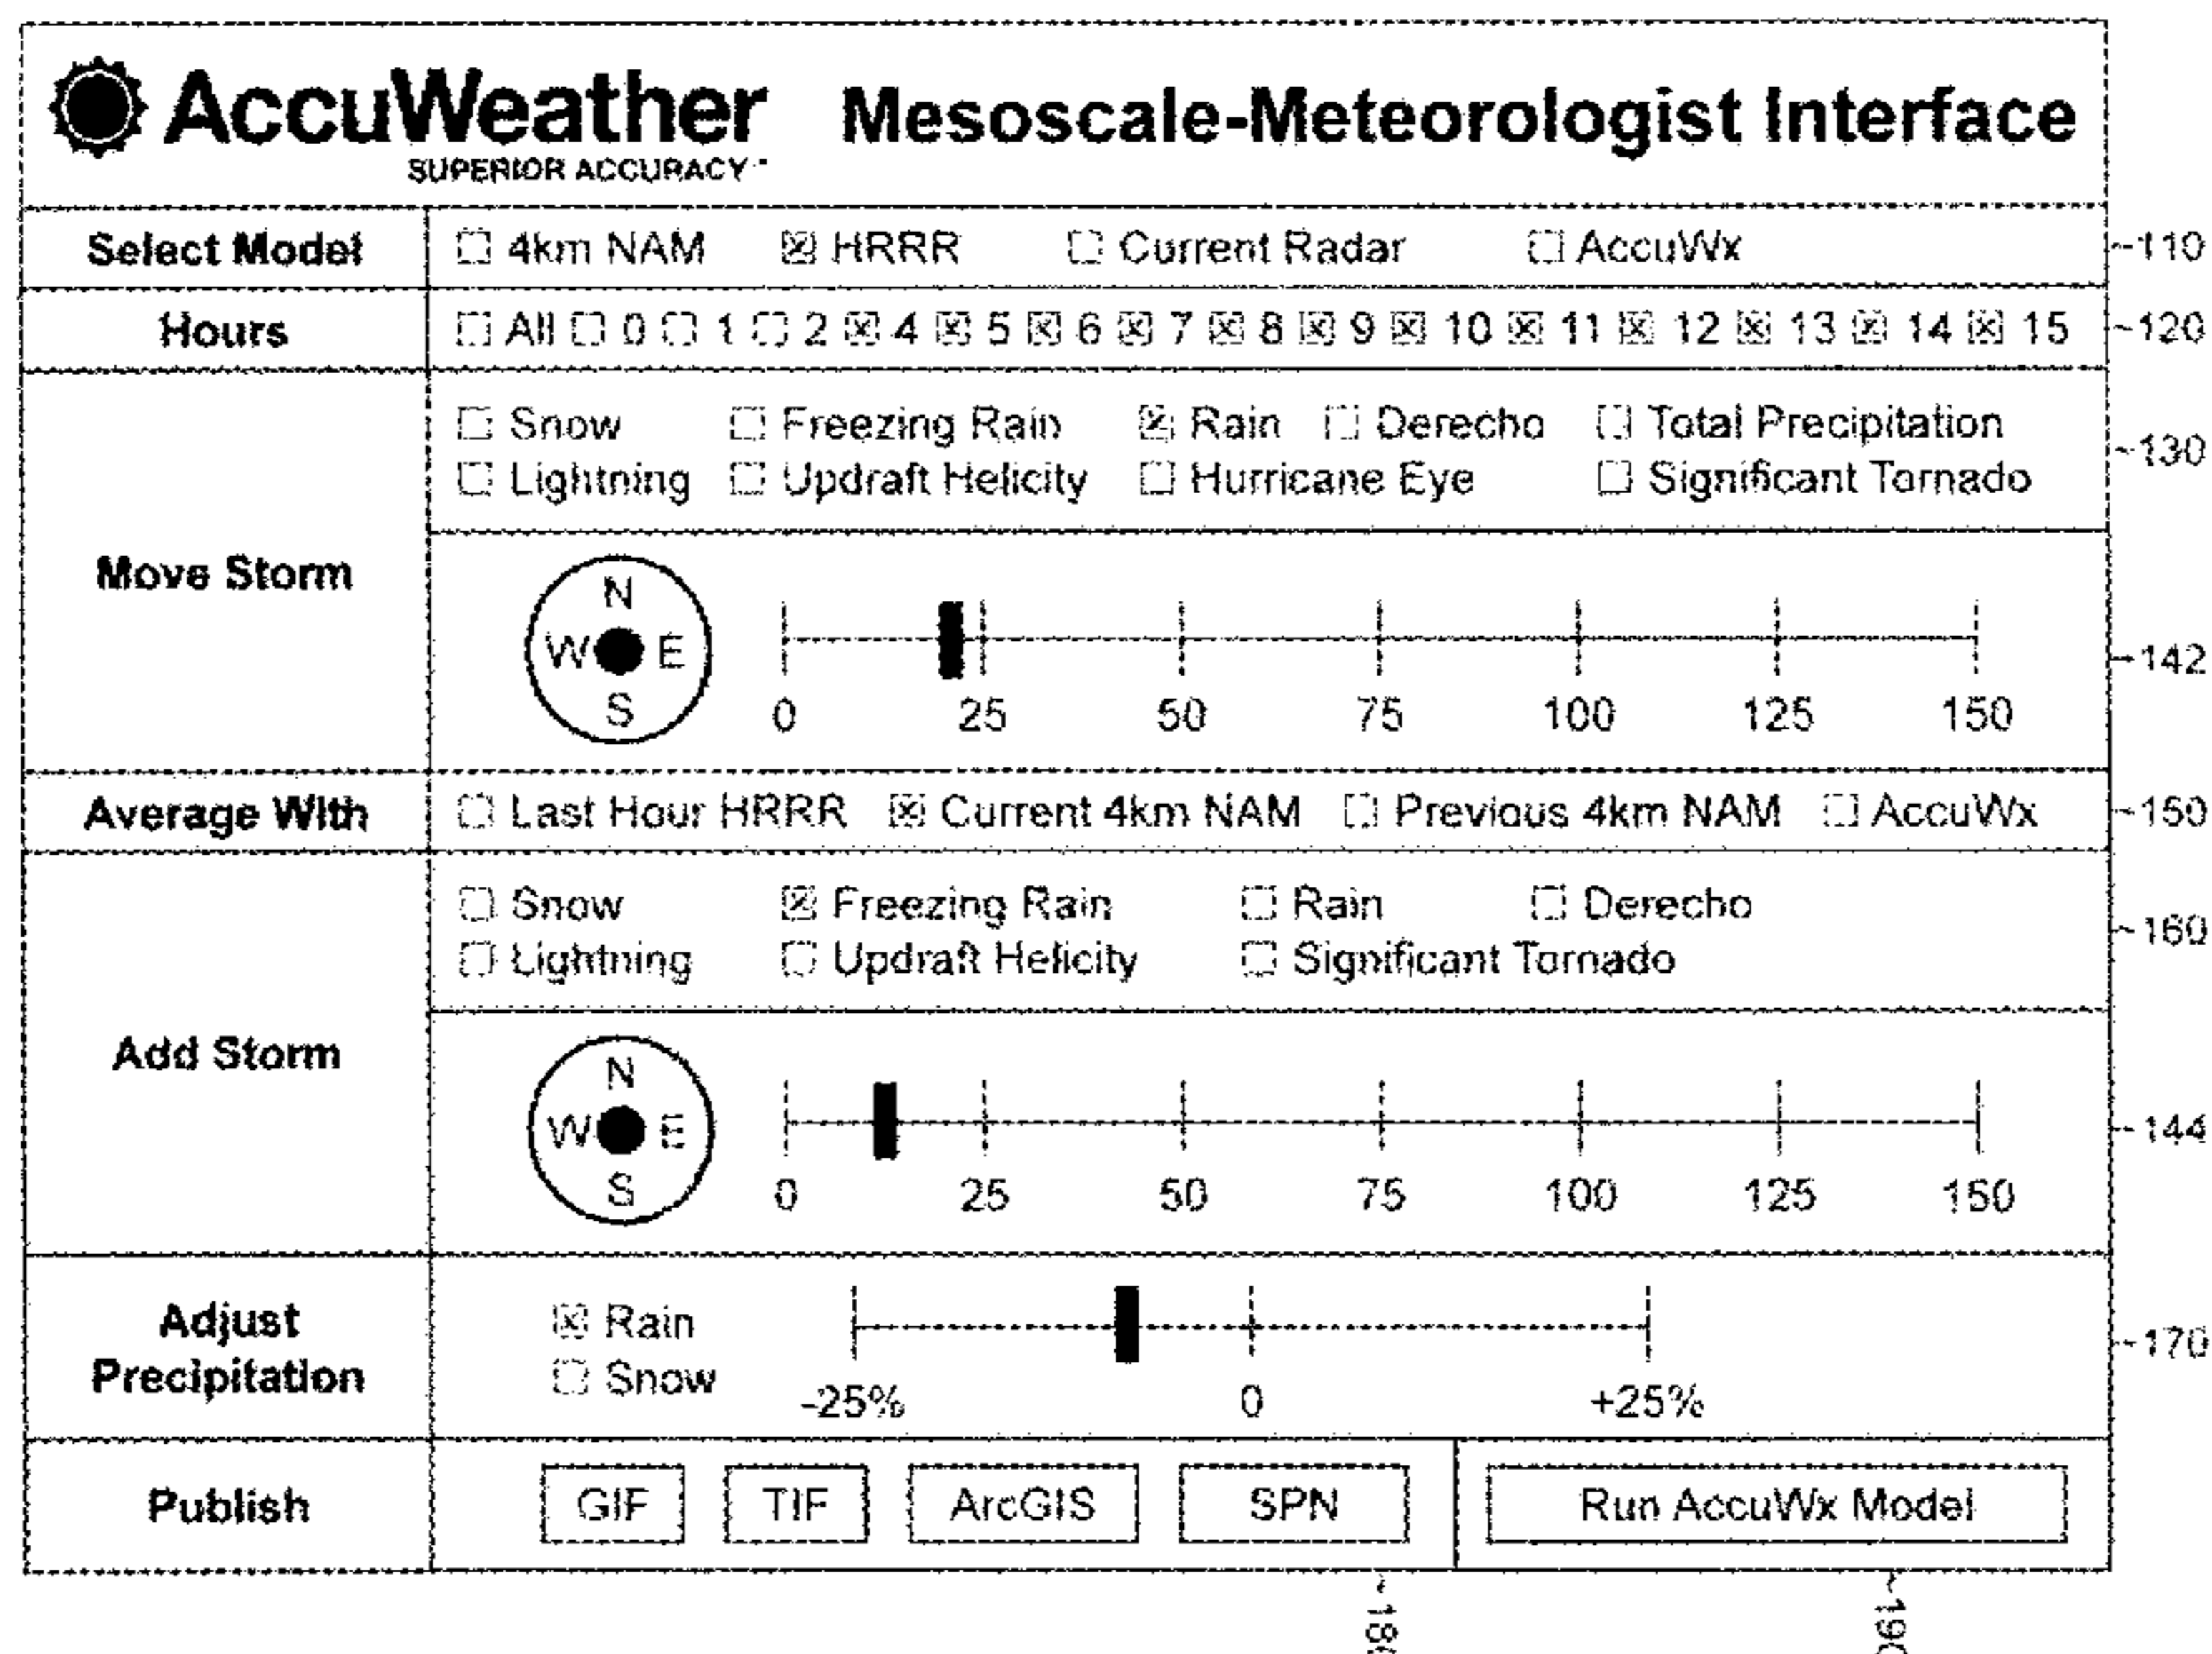 AccuWeather Mesoscale-Meteorologist Interface
SUPERIOR ACCURACY
Select Model 4km NAM HRRR Current Radar AccuWx ~110
Hours All 0 1 2 4 5 6 7 8 9 10 11 12 13 14 15 ~120
Snow Freezing Rain Rain Derecho Total Precipitation
~130
Lightning Updraft Helicity Hurricane Eye Significant Tornado
Move Storm
N
W E
142
S 0 25 50 75 100 125 150
Average With Last Hour HRRR Current 4km NAM Previous 4km NAM AccuWx ~150
Snow Freezing Rain Rain Derecho
~160
Lightning Updraft Helicity Significant Tornado
Add Storm
N
W E
144
S 0 25 50 75 100 125 150
Adjust Precipitation
Rain
Snow
~170
-25% 0 +25%
Publish GIF TIF ArcGIS SPN Run AccuWx Model
~190